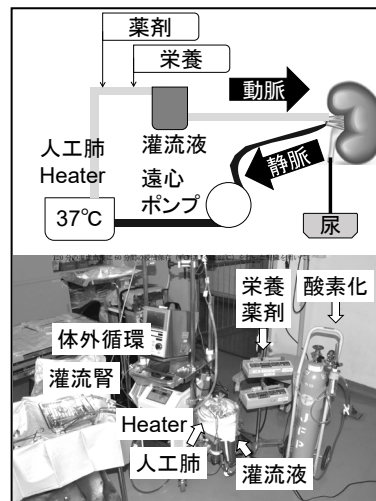 薬剤
栄養
動脈
人工肺
Heater
灌流液
遠心
ポンプ
静脈
37℃
尿
体外循環
灌流腎
栄養
薬剤
酸素化
Heater
人工肺
灌流液